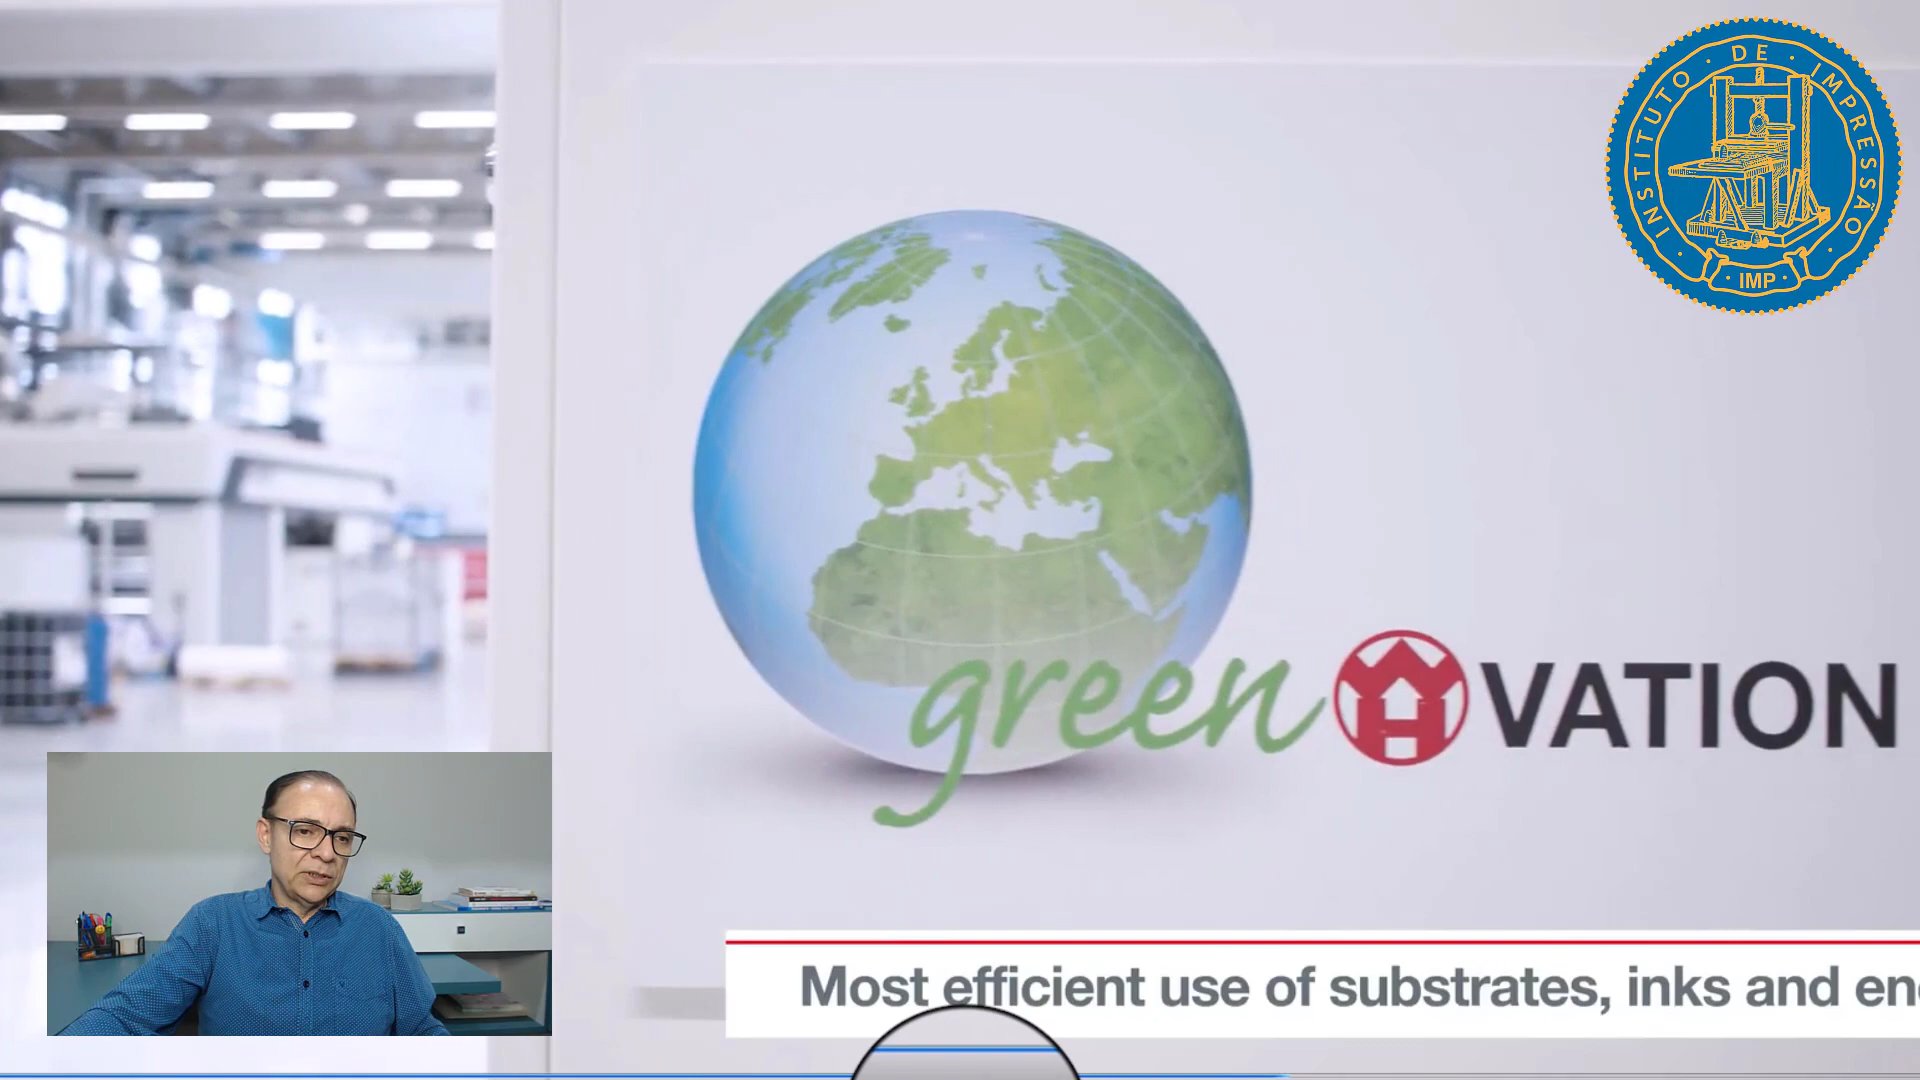 INSTITUTO · DE · IMPRESSÃO
· IMP ·
green VATION
Most efficient use of substrates, inks and en